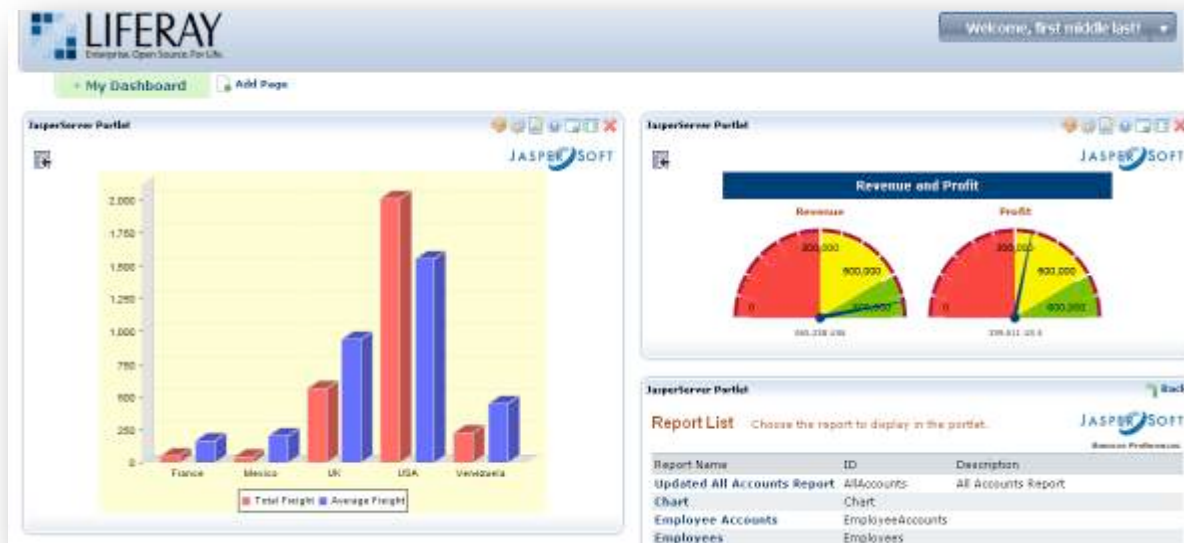 LIFERAY
Enterprise. Open Source. For Life.
Welcome, first middle last!
My Dashboard
Add Page
JasperServer Portlet
JASPERSOFT
2.000
1.750
1.500
1.250
1.000
750
500
250
0
France
Mexico
UK
USA
Venezuela
Total Freight
Average Freight
JasperServer Portlet
JASPERSOFT
Revenue and Profit
Revenue
Profit
0
600,000
0
600,000
JasperServer Portlet
Back
Report List Choose the report to display in the portlet.
JASPERSOFT
Remove Preferences
Report Name ID Description
Updated All Accounts Report AllAccounts All Accounts Report
Chart Chart
Employee Accounts EmployeeAccounts
Employees Employees